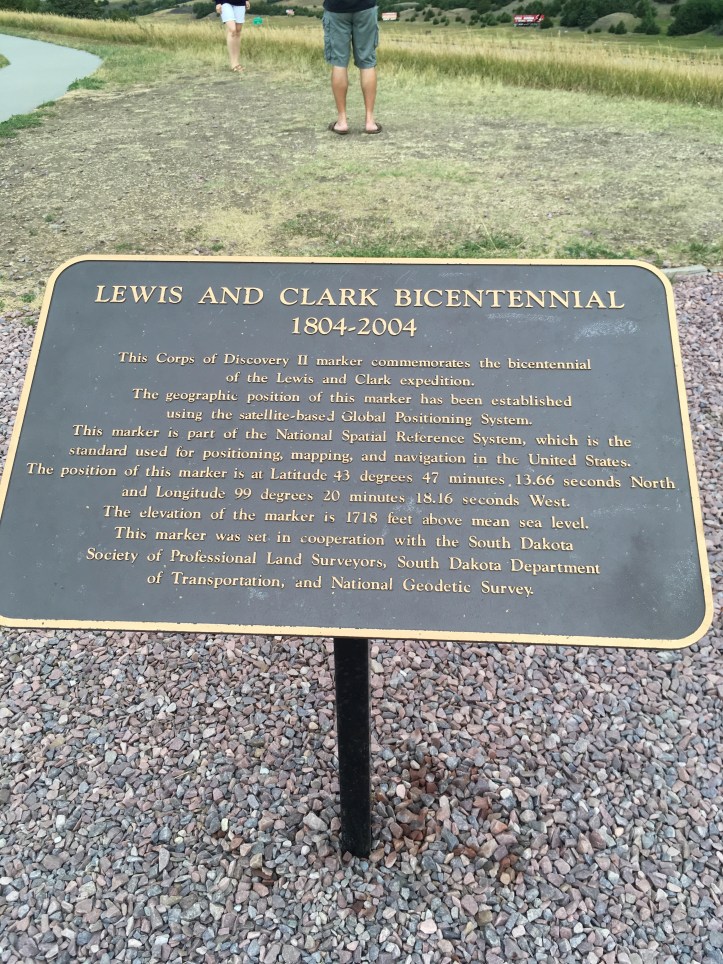 LEWIS AND CLARK BICENTENNIAL
1804-2004
This Corps of Discovery II marker commemorates the bicentennial
of the Lewis and Clark expedition.
The geographic position of this marker has been established
using the satellite-based Global Positioning System.
This marker is part of the National Spatial Reference System, which is the
standard used for positioning, mapping, and navigation in the United States.
The position of this marker is at Latitude 43 degrees 47 minutes 13.66 seconds North
and Longitude 99 degrees 20 minutes 18.16 seconds West.
The elevation of the marker is 1718 feet above mean sea level.
This marker was set in cooperation with the South Dakota
Society of Professional Land Surveyors, South Dakota Department
of Transportation, and National Geodetic Survey.